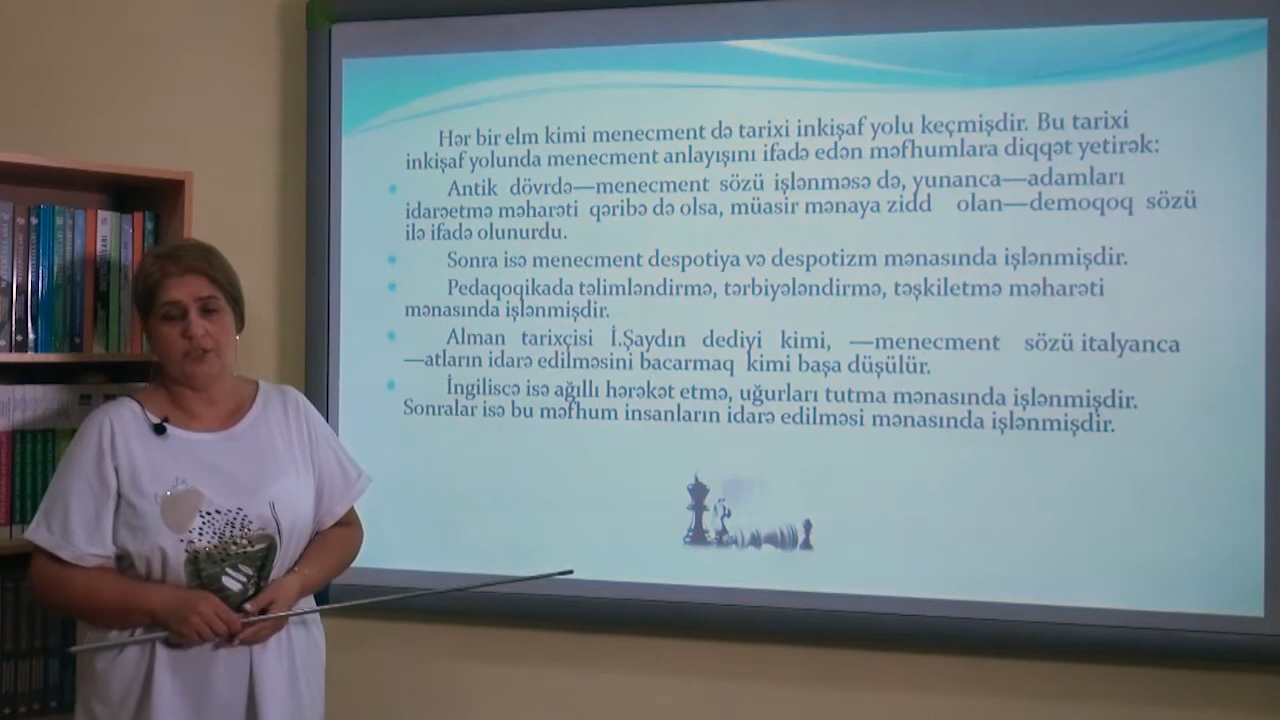 Hər bir elm kimi menecment də tarixi inkişaf yolu keçmişdir. Bu tarixi
inkişaf yolunda menecment anlayışını ifadə edən məfhumlara diqqət yetirək:
Antik dövrdə—menecment sözü işlənməsə də, yunanca—adamları
idarəetmə məharəti qəribə də olsa, müasir mənaya zidd olan—demoqoq sözü
ilə ifadə olunurdu.
Sonra isə menecment despotiya və despotizm mənasında işlənmişdir.
Pedaqoqikada təlimləndirmə, tərbiyələndirmə, təşkiletmə məharəti
mənasında işlənmişdir.
Alman tarixçisi İ.Şaydın dediyi kimi, —menecment sözü italyanca
—atların idarə edilməsini bacarmaq kimi başa düşülür.
İngiliscə isə ağıllı hərəkət etmə, uğurları tutma mənasında işlənmişdir.
Sonralar isə bu məfhum insanların idarə edilməsi mənasında işlənmişdir.